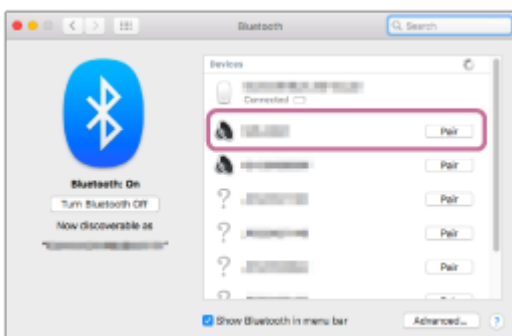 Bluetooth
Search
Devices
Connected
Pair
Pair
Bluetooth: On
Turn Bluetooth Off
Pair
Now discoverable as
Pair
Pair
Show Bluetooth in menu bar
Advanced...
?